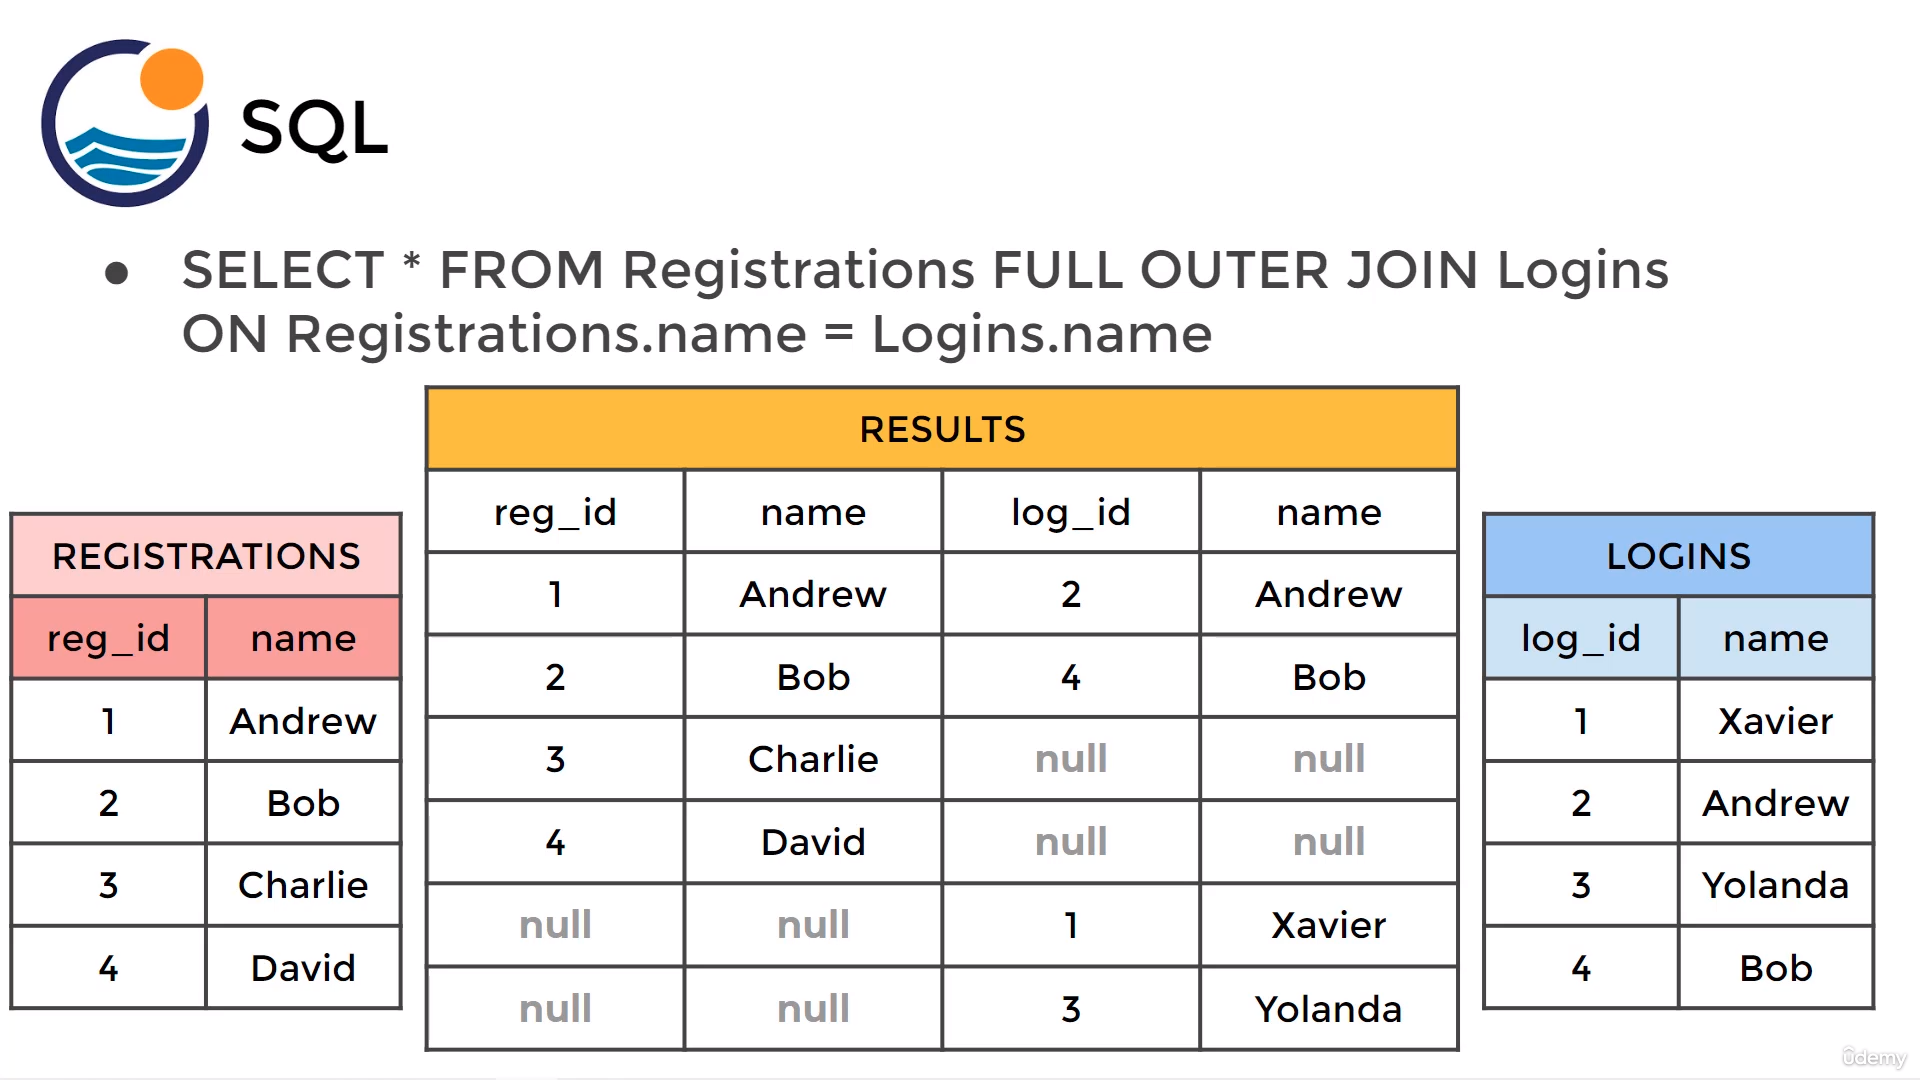 SQL
● SELECT * FROM Registrations FULL OUTER JOIN Logins
ON Registrations.name = Logins.name
REGISTRATIONS
reg_id name
1 Andrew
2 Bob
3 Charlie
4 David
RESULTS
reg_id name log_id name
1 Andrew 2 Andrew
2 Bob 4 Bob
3 Charlie null null
4 David null null
null null 1 Xavier
null null 3 Yolanda
LOGINS
log_id name
1 Xavier
2 Andrew
3 Yolanda
4 Bob
ûdemy